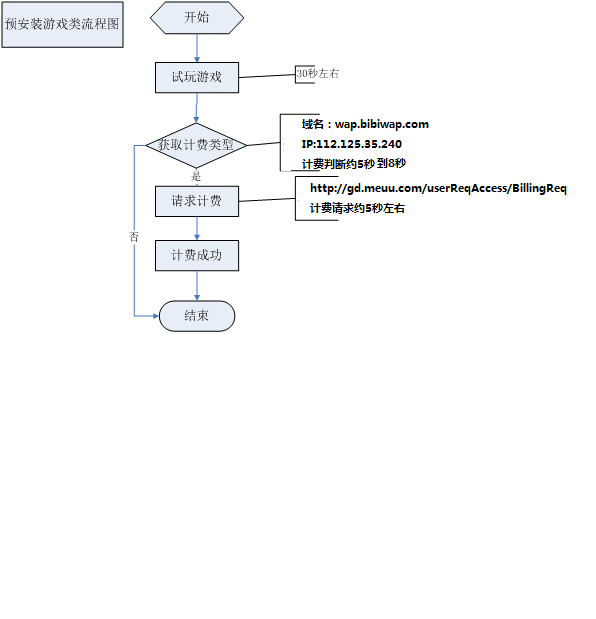 预安装游戏类流程图
开始
试玩游戏
30秒左右
获取计费类型
域名：wap.bibiwap.com
IP:112.125.35.240
计费判断约5秒 到8秒
是
请求计费
http://gd.meuu.com/userReqAccess/BillingReq
计费请求约5秒左右
否
计费成功
结束